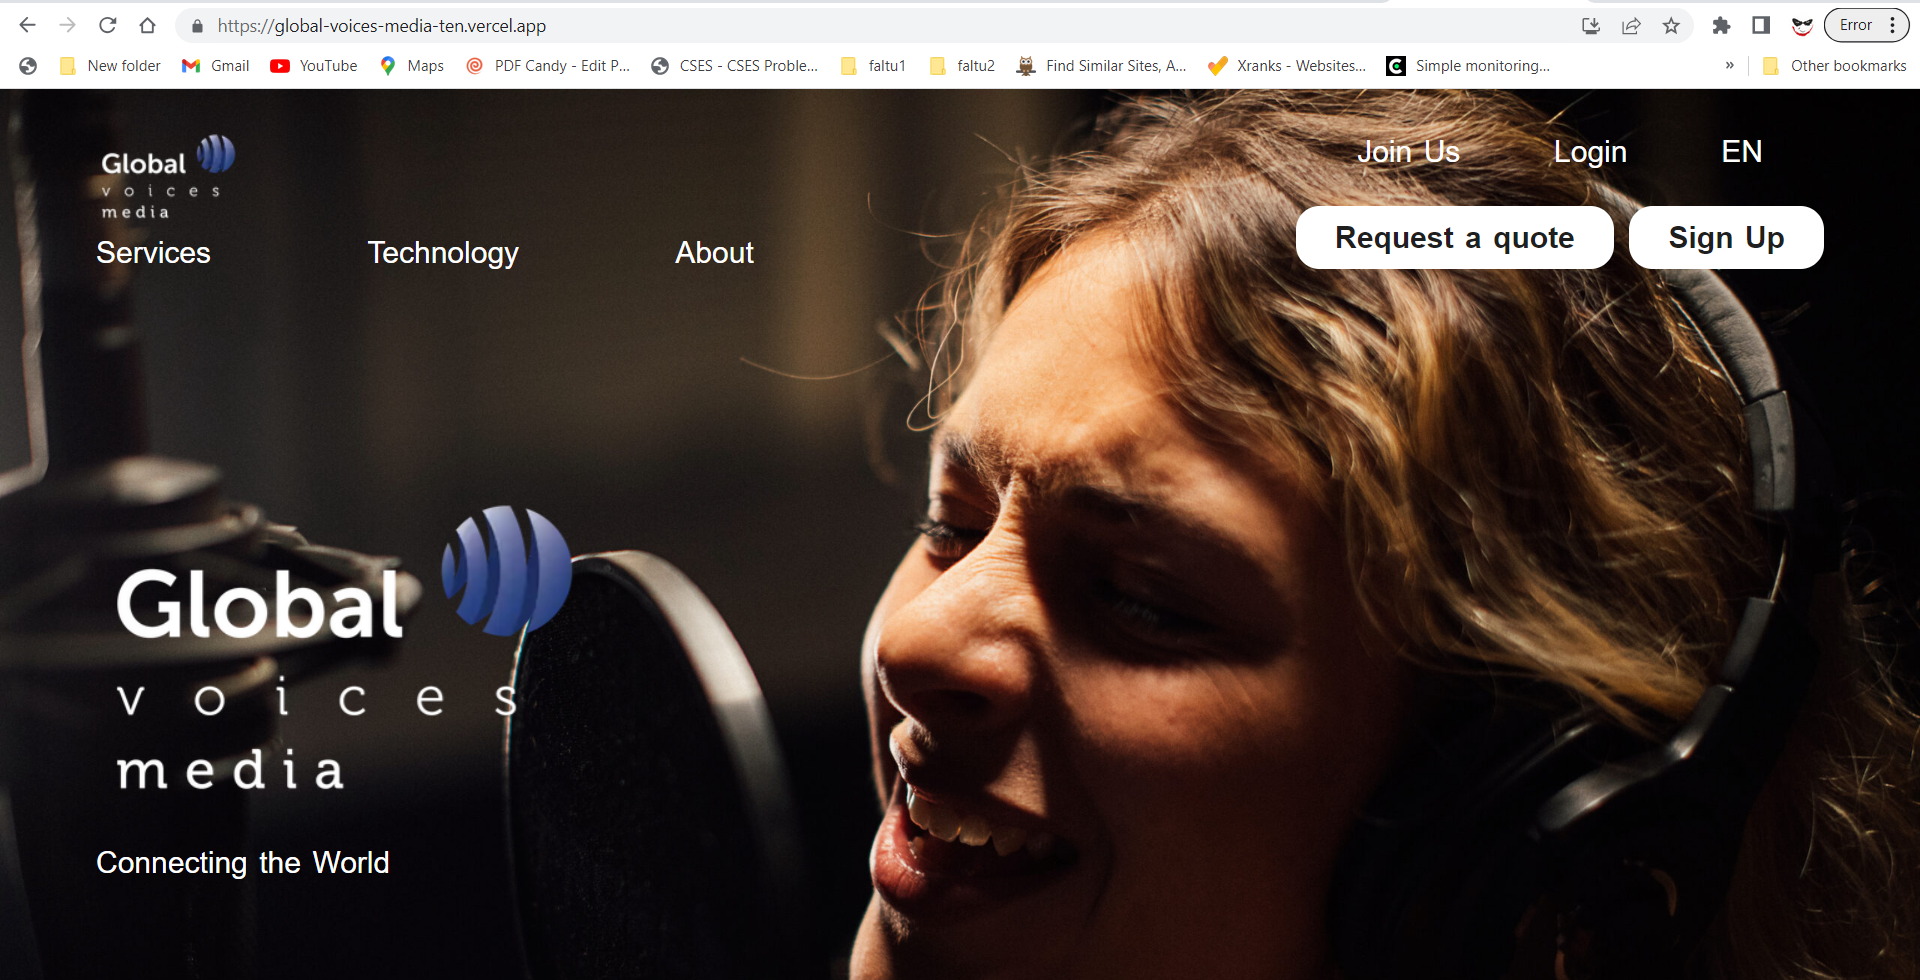 https://global-voices-media-ten.vercel.app
Error
New folder
Gmail
YouTube
Maps
PDF Candy - Edit P...
CSES - CSES Proble...
faltu1
faltu2
Find Similar Sites, A...
Xranks - Websites...
Simple monitoring...
»
Other bookmarks
Global
voices
media
Join Us
Login
EN
Request a quote
Sign Up
Services
Technology
About
Global
voices
media
Connecting the World